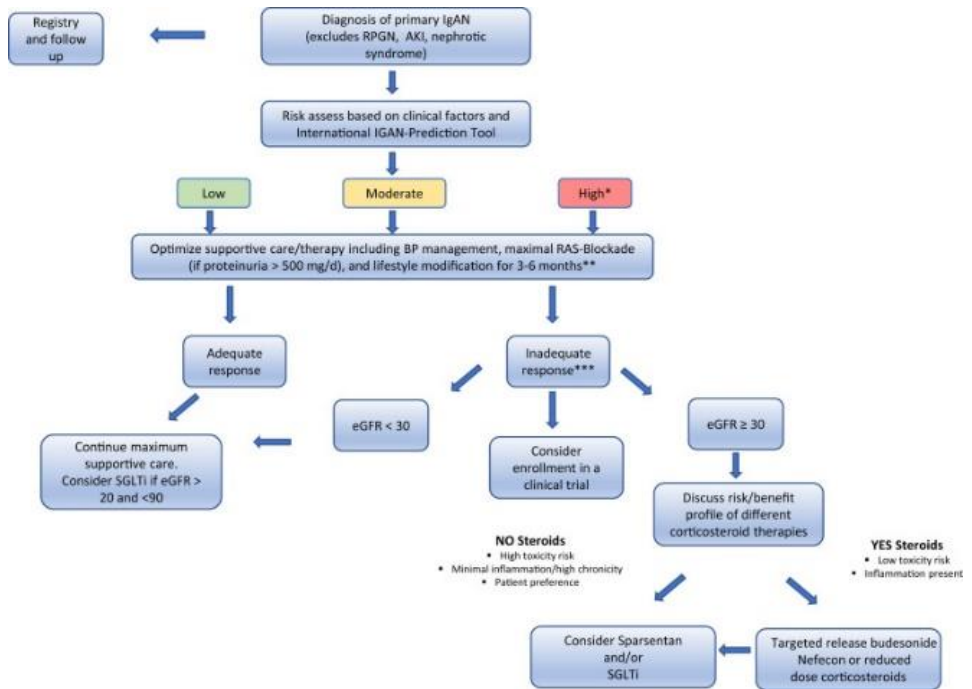 Registry
and follow
up
Diagnosis of primary IgAN
(excludes RPGN, AKI, nephrotic
syndrome)
Risk assess based on clinical factors and
International IGAN-Prediction Tool
Low
Moderate
High*
Optimize supportive care/therapy including BP management, maximal RAS-Blockade
(if proteinuria > 500 mg/d), and lifestyle modification for 3-6 months**
Adequate
response
Inadequate
response***
eGFR < 30
eGFR ≥ 30
Continue maximum
supportive care.
Consider SGLTi if eGFR >
20 and <90
Consider
enrollment in a
clinical trial
Discuss risk/benefit
profile of different
corticosteroid therapies
NO Steroids
• High toxicity risk
• Minimal inflammation/high chronicity
• Patient preference
YES Steroids
• Low toxicity risk
• Inflammation present
Consider Sparsentan
and/or
SGLTi
Targeted release budesonide
Nefecon or reduced
dose corticosteroids